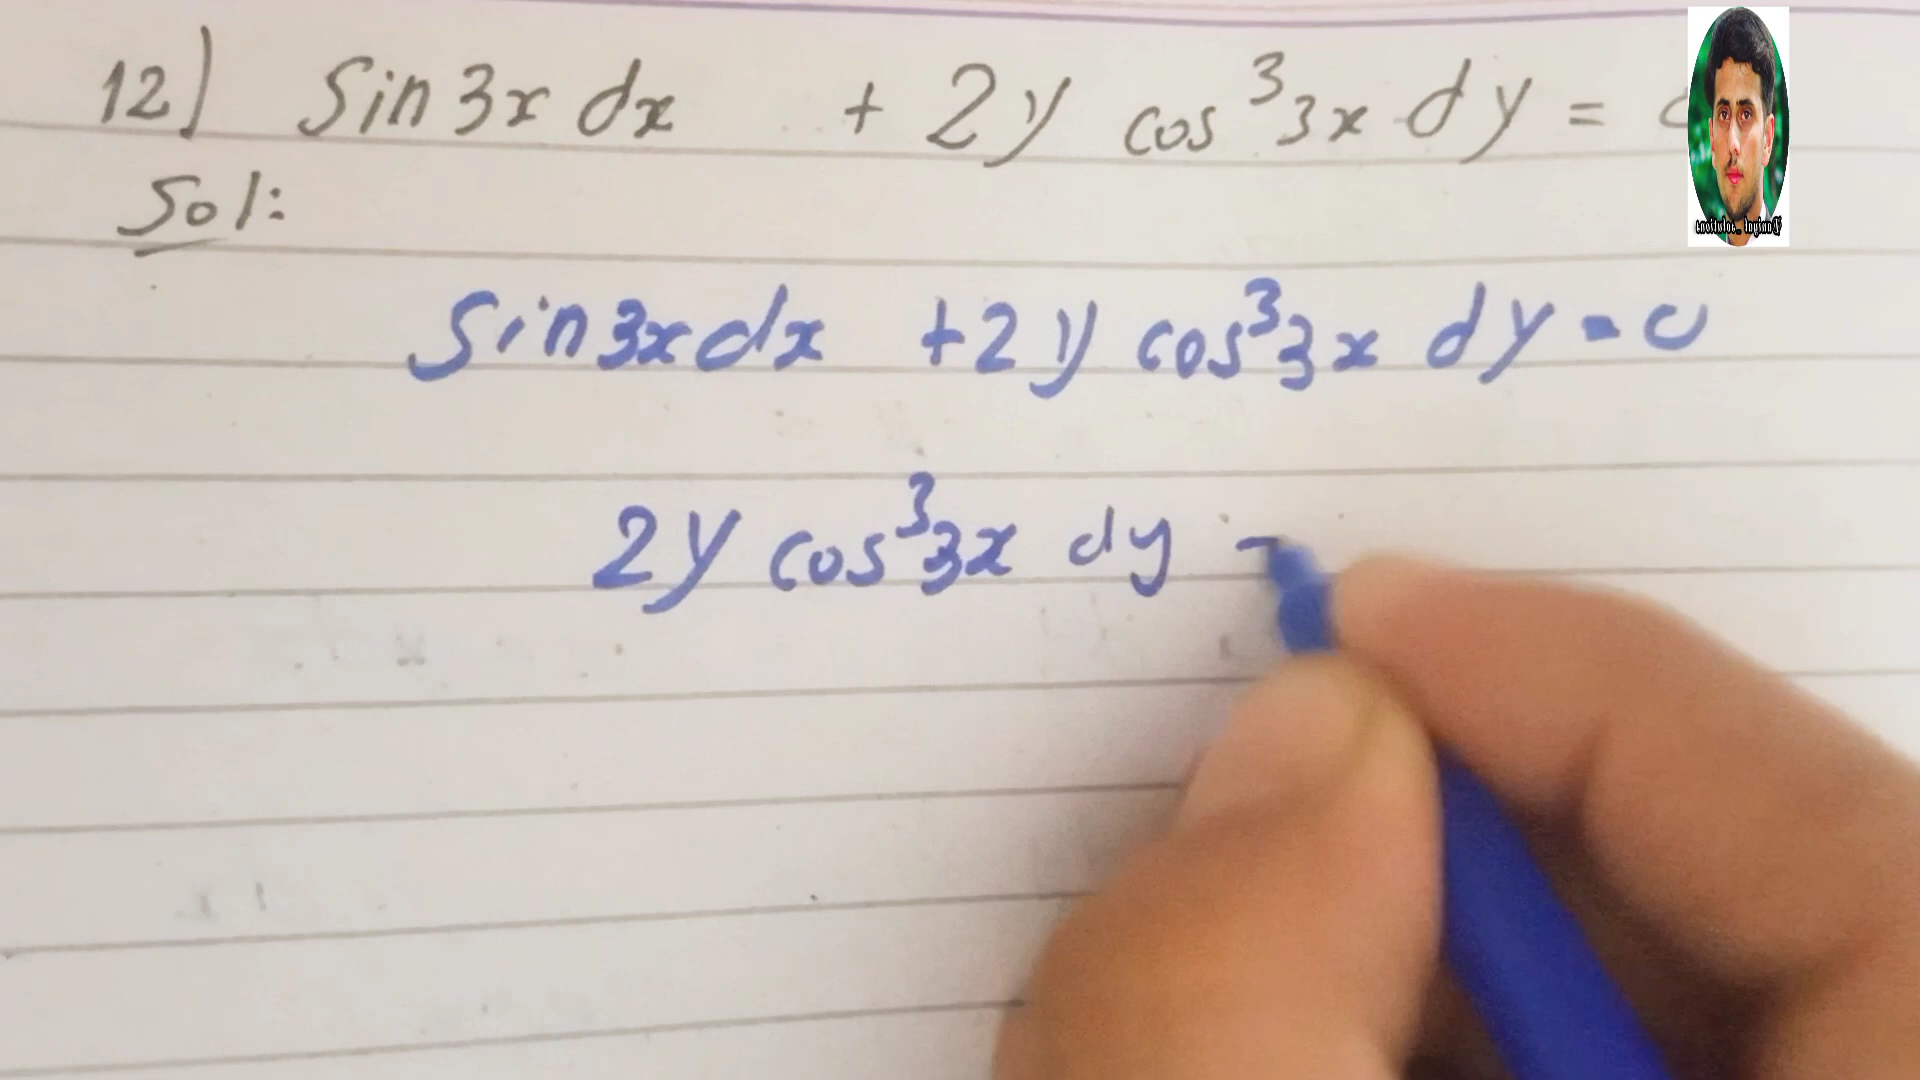 12) Sin 3x dx + 2y cos³3x dy =
Sol:
Sin3x dx +2y cos³3x dy = 0
2y cos³3x dy